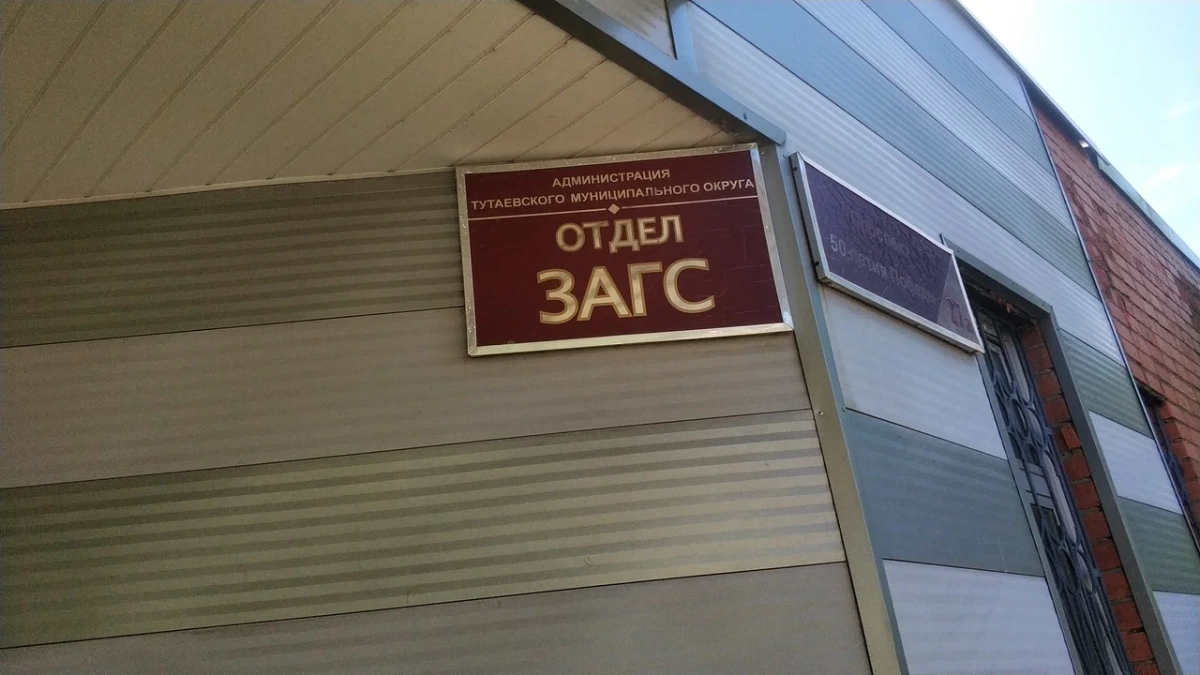 АДМИНИСТРАЦИЯ
ТУТАЕВСКОГО МУНИЦИПАЛЬНОГО ОКРУГА
ОТДЕЛ
ЗАГС
50-летия Победы